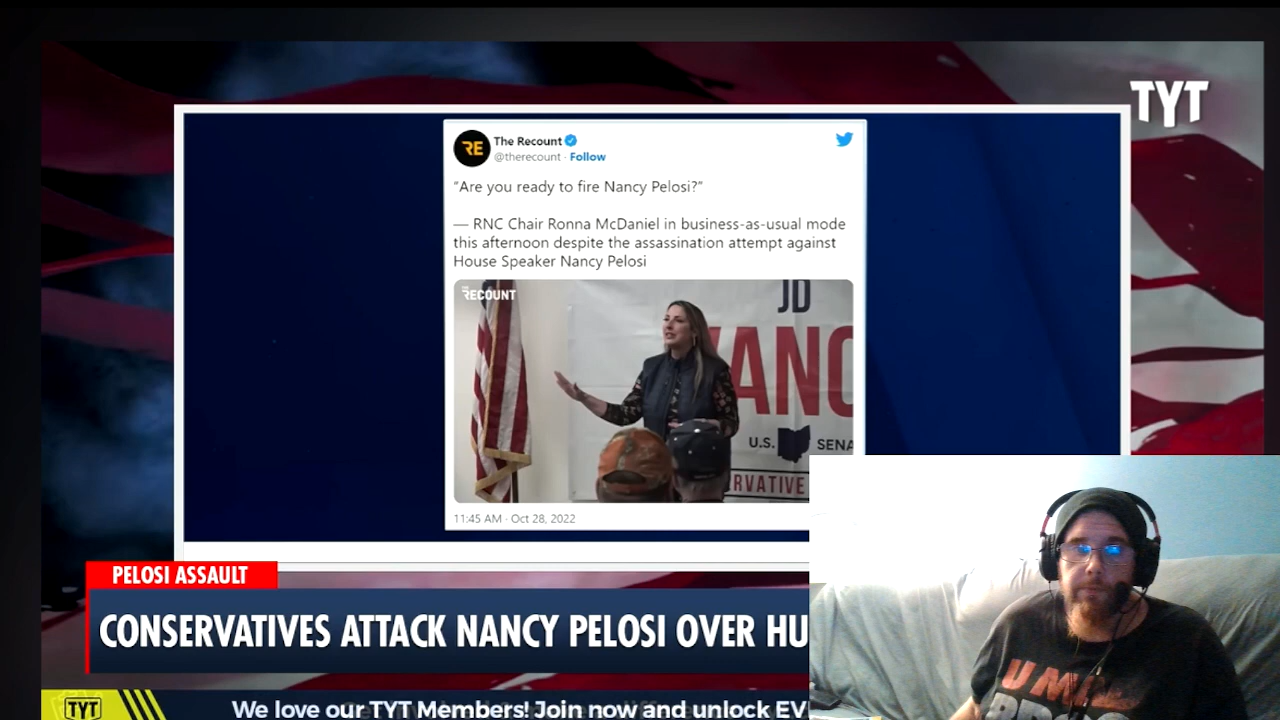 TYT
RE
The Recount
@therecount · Follow
“Are you ready to fire Nancy Pelosi?”
— RNC Chair Ronna McDaniel in business-as-usual mode
this afternoon despite the assassination attempt against
House Speaker Nancy Pelosi
THE
RECOUNT
JD
VANC
U.S. SENA
RVATIVE
11:45 AM · Oct 28, 2022
PELOSI ASSAULT
CONSERVATIVES ATTACK NANCY PELOSI OVER HU
TYT
We love our TYT Members! Join now and unlock EV